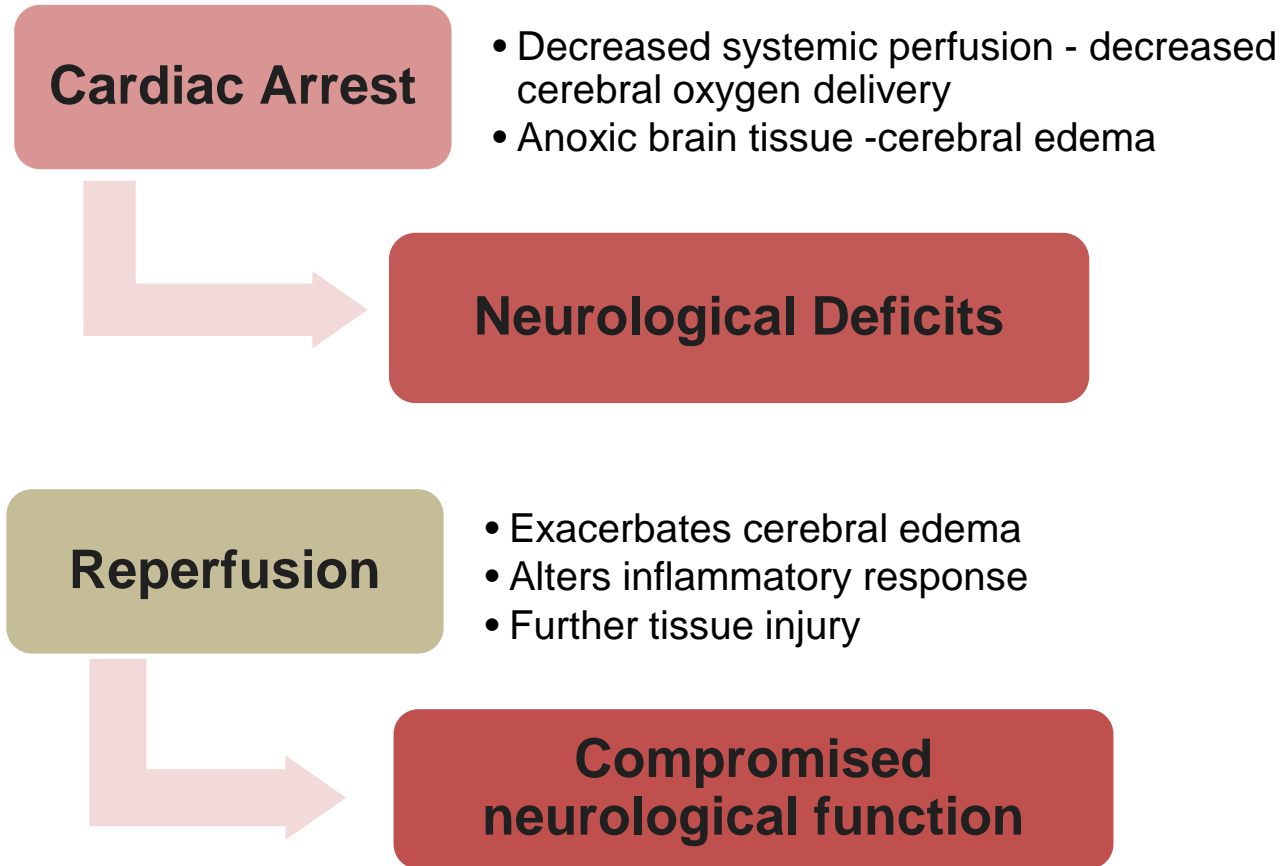 Cardiac Arrest
• Decreased systemic perfusion - decreased
cerebral oxygen delivery
• Anoxic brain tissue -cerebral edema
Neurological Deficits
Reperfusion
• Exacerbates cerebral edema
• Alters inflammatory response
• Further tissue injury
Compromised
neurological function